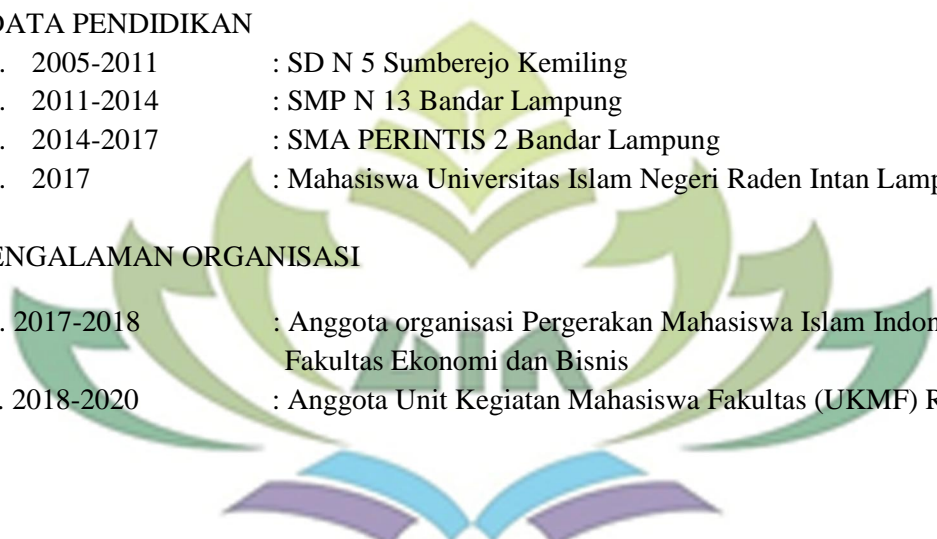 DATA PENDIDIKAN
. 2005-2011 : SD N 5 Sumberejo Kemiling
. 2011-2014 : SMP N 13 Bandar Lampung
. 2014-2017 : SMA PERINTIS 2 Bandar Lampung
. 2017 : Mahasiswa Universitas Islam Negeri Raden Intan Lamp
ENGALAMAN ORGANISASI
. 2017-2018 : Anggota organisasi Pergerakan Mahasiswa Islam Indon
Fakultas Ekonomi dan Bisnis
. 2018-2020 : Anggota Unit Kegiatan Mahasiswa Fakultas (UKMF) R